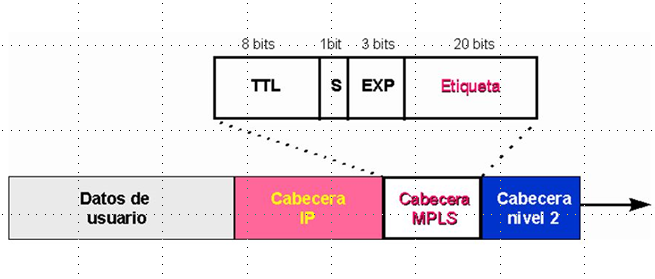 8 bits 1bit 3 bits 20 bits
TTL S EXP Etiqueta
Datos de
usuario
Cabecera
IP
Cabecera
MPLS
Cabecera
nivel 2